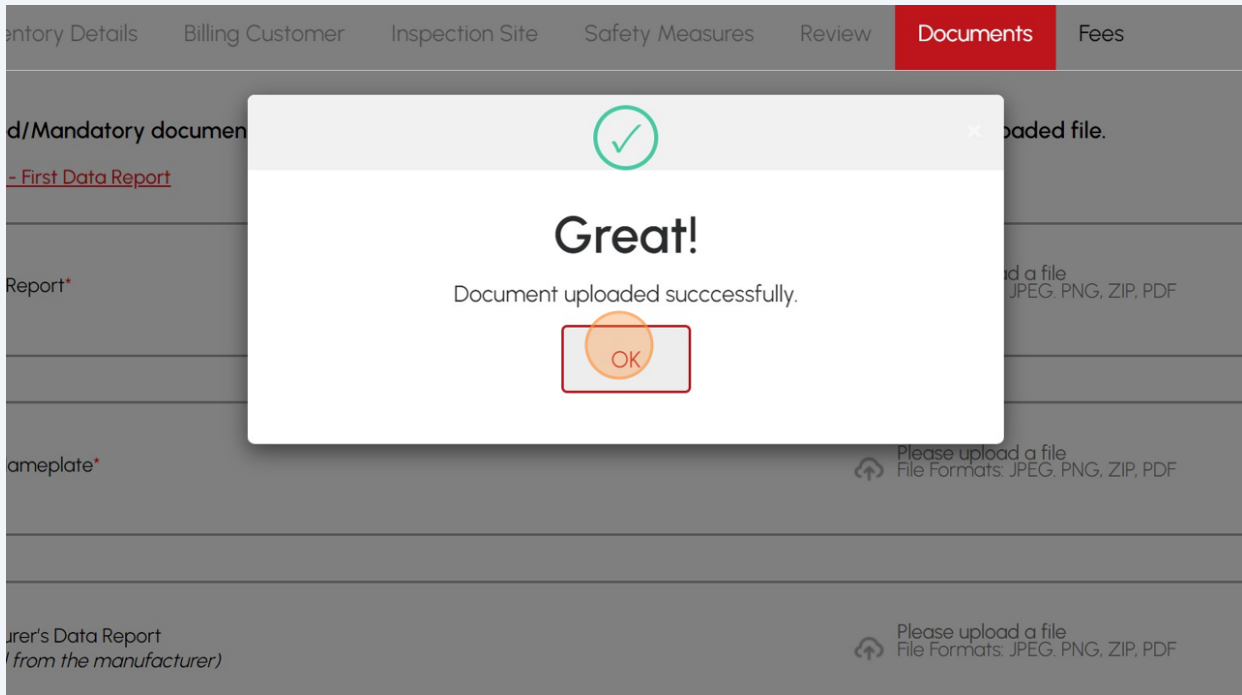 entory Details Billing Customer Inspection Site Safety Measures Review Documents Fees
d/Mandatory documen oaded file.
- First Data Report
Great!
Document uploaded succcessfully.
OK
Report* ad a file
JPEG. PNG, ZIP, PDF
ameplate* Please upload a file
File Formats: JPEG. PNG, ZIP, PDF
urer's Data Report Please upload a file
l from the manufacturer) File Formats: JPEG. PNG, ZIP, PDF